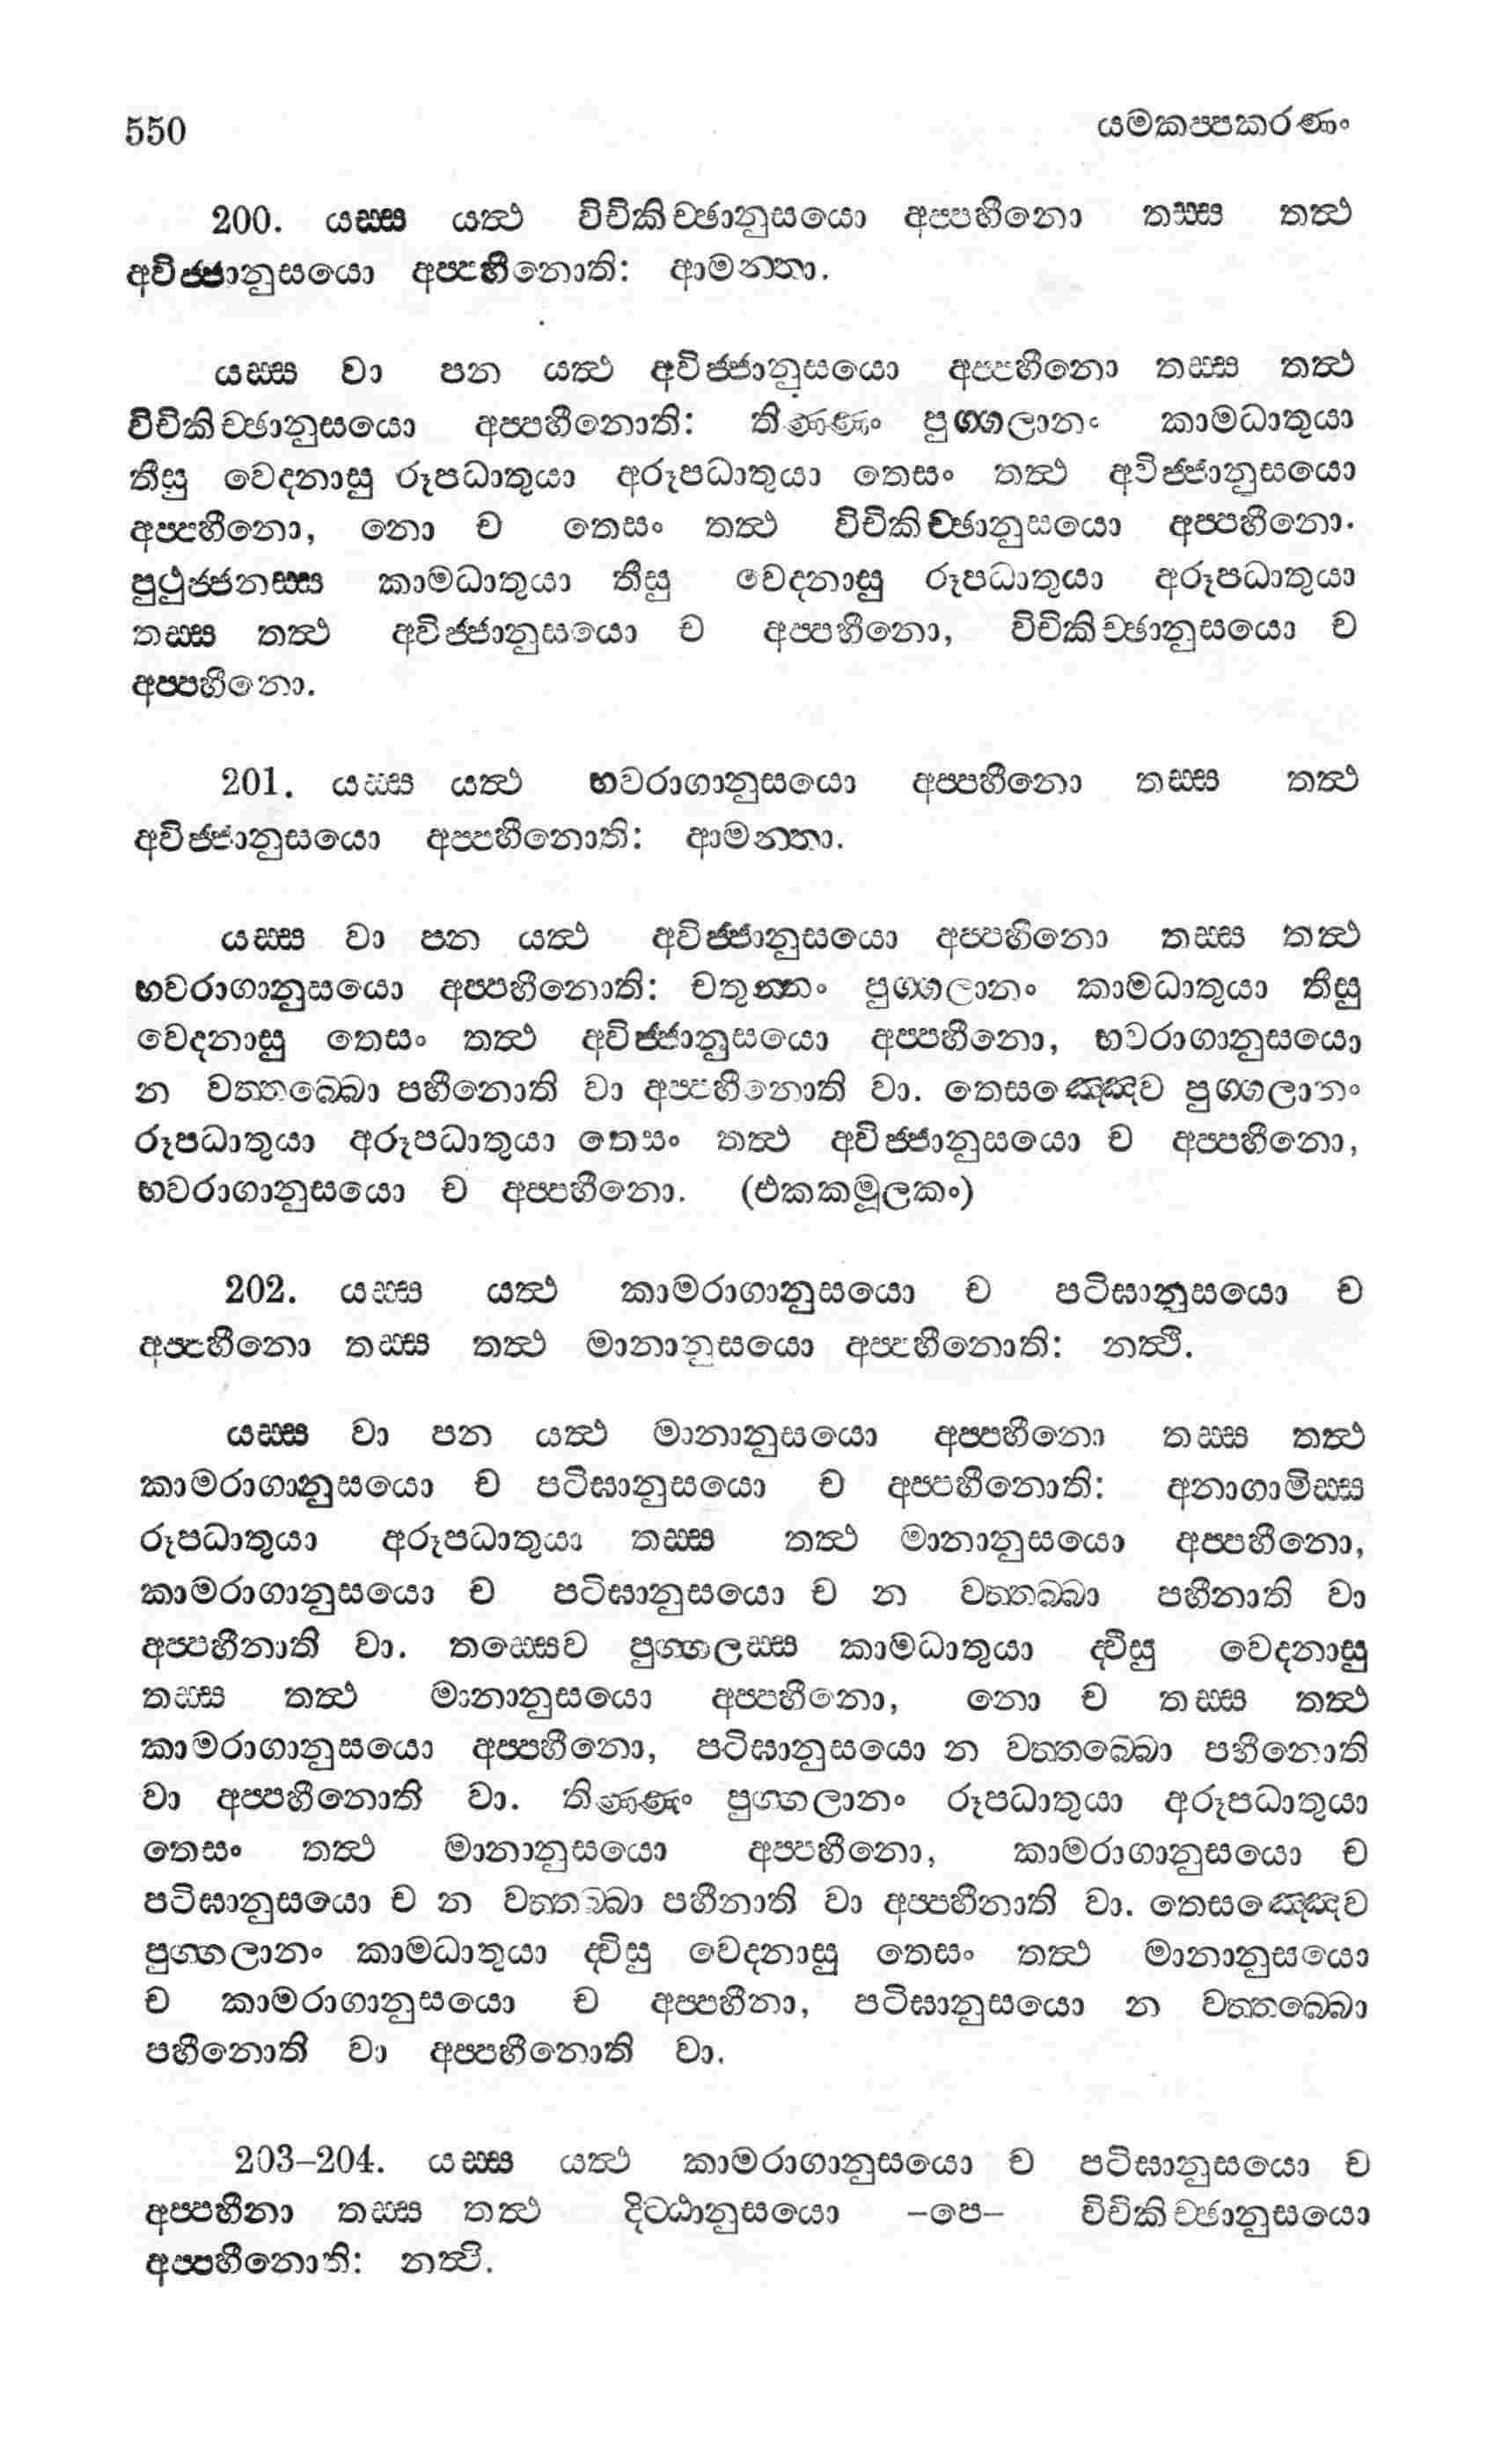 550 යමකප්පකරණං
200. යස්ස යත්ථ විචිකිච්ඡානුසයො අප්පහීනො තස්ස තත්ථ
අවිජ්ජානුසයො අප්පහීනොති: ආමන්තා.
යස්ස වා පන යත්ථ අවිජ්ජානුසයො අප්පහීනො තස්ස තත්ථ
විචිකිච්ඡානුසයො අප්පහීනොති: තිණ්ණං පුග්ගලානං කාමධාතුයා
තීසු වෙදනාසු රූපධාතුයා අරූපධාතුයා තෙසං තත්ථ අවිජ්ජානුසයො
අප්පහීනො, නො ච තෙසං තත්ථ විචිකිච්ඡානුසයො අප්පහීනො.
පුථුජ්ජනස්ස කාමධාතුයා තීසු වෙදනාසු රූපධාතුයා අරූපධාතුයා
තස්ස තත්ථ අවිජ්ජානුසයො ච අප්පහීනො, විචිකිච්ඡානුසයො ච
අප්පහීනො.
201. යස්ස යත්ථ භවරාගානුසයො අප්පහීනො තස්ස තත්ථ
අවිජ්ජානුසයො අප්පහීනොති: ආමන්තා.
යස්ස වා පන යත්ථ අවිජ්ජානුසයො අප්පහීනො තස්ස තත්ථ
භවරාගානුසයො අප්පහීනොති: චතුන්නං පුග්ගලානං කාමධාතුයා තීසු
වෙදනාසු තෙසං තත්ථ අවිජ්ජානුසයො අප්පහීනො, භවරාගානුසයො
න වත්තබ්බො පහීනොති වා අප්පහීනොති වා. තෙසඤ්ඤෙව පුග්ගලානං
රූපධාතුයා අරූපධාතුයා තෙසං තත්ථ අවිජ්ජානුසයො ච අප්පහීනො,
භවරාගානුසයො ච අප්පහීනො. (එකකමූලකං)
202. යස්ස යත්ථ කාමරාගානුසයො ච පටිඝානුසයො ච
අප්පහීනො තස්ස තත්ථ මානානුසයො අප්පහීනොති: නත්ථි.
යස්ස වා පන යත්ථ මානානුසයො අප්පහීනො තස්ස තත්ථ
කාමරාගානුසයො ච පටිඝානුසයො ච අප්පහීනොති: අනාගාමිස්ස
රූපධාතුයා අරූපධාතුයා තස්ස තත්ථ මානානුසයො අප්පහීනො,
කාමරාගානුසයො ච පටිඝානුසයො ච න වත්තබ්බා පහීනාති වා
අප්පහීනාති වා. තස්සෙව පුග්ගලස්ස කාමධාතුයා ද්වීසු වෙදනාසු
තස්ස තත්ථ මානානුසයො අප්පහීනො, නො ච තස්ස තත්ථ
කාමරාගානුසයො අප්පහීනො, පටිඝානුසයො න වත්තබ්බො පහීනොති
වා අප්පහීනොති වා. තිණ්ණං පුග්ගලානං රූපධාතුයා අරූපධාතුයා
තෙසං තත්ථ මානානුසයො අප්පහීනො, කාමරාගානුසයො ච
පටිඝානුසයො ච න වත්තබ්බා පහීනාති වා අප්පහීනාති වා. තෙසඤ්ඤෙව
පුග්ගලානං කාමධාතුයා ද්විසු වෙදනාසු තෙසං තත්ථ මානානුසයො
ච කාමරාගානුසයො ච අප්පහීනා, පටිඝානුසයො න වත්තබ්බො
පහීනොති වා අප්පහීනොති වා.
203–204. යස්ස යත්ථ කාමරාගානුසයො ච පටිඝානුසයො ච
අප්පහීනා තස්ස තත්ථ දිට්ඨානුසයො –පෙ– විචිකිච්ඡානුසයො
අප්පහීනොති: නත්ථි.